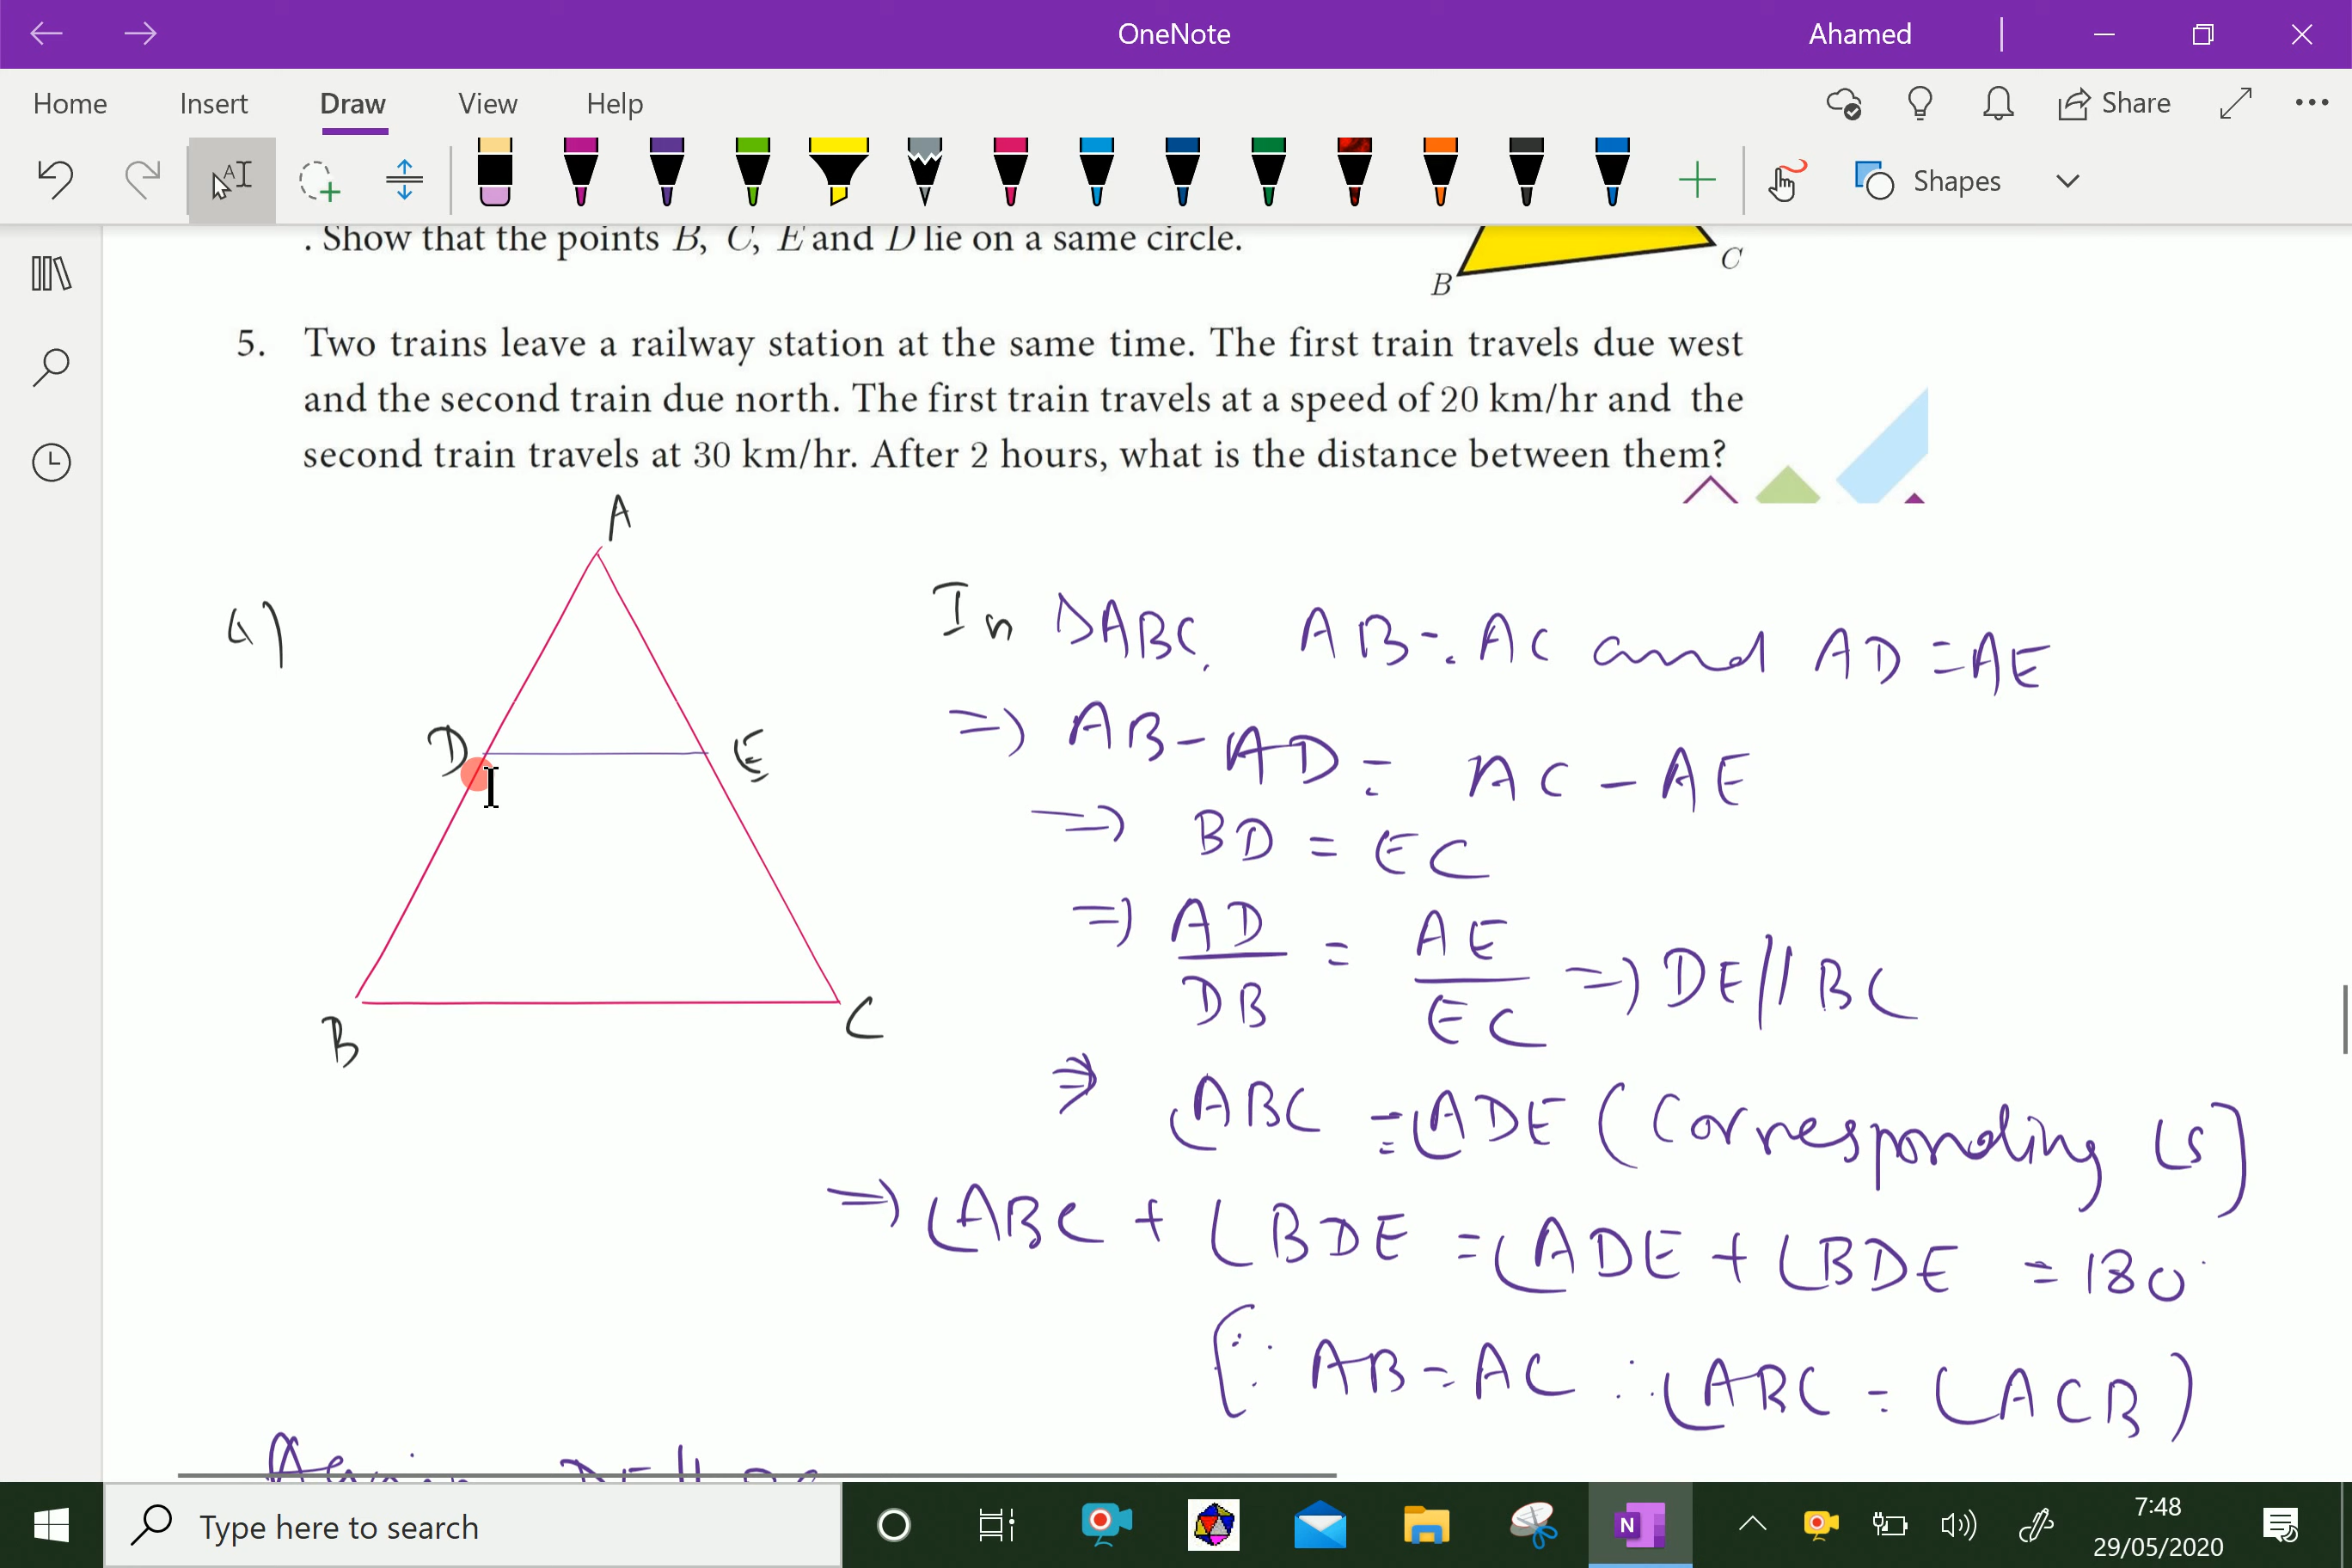 OneNote
Ahamed
Home Insert Draw View Help
Share
Shapes
. Show that the points B, C, E and D lie on a same circle.
B
C
5. Two trains leave a railway station at the same time. The first train travels due west
and the second train due north. The first train travels at a speed of 20 km/hr and the
second train travels at 30 km/hr. After 2 hours, what is the distance between them?
A
4)
In ΔABC, AB = AC and AD = AE
=) AB - AD = AC - AE
D
E
=) BD = EC
=) AD/DB = AE/EC =) DE // BC
B
C
=> ∠ABC = ∠ADE (Corresponding ∠s)
=) ∠ABC + ∠BDE = ∠ADE + ∠BDE = 180°
(∵ AB = AC ∴ ∠ABC = ∠ACB)
Type here to search
7:48
29/05/2020